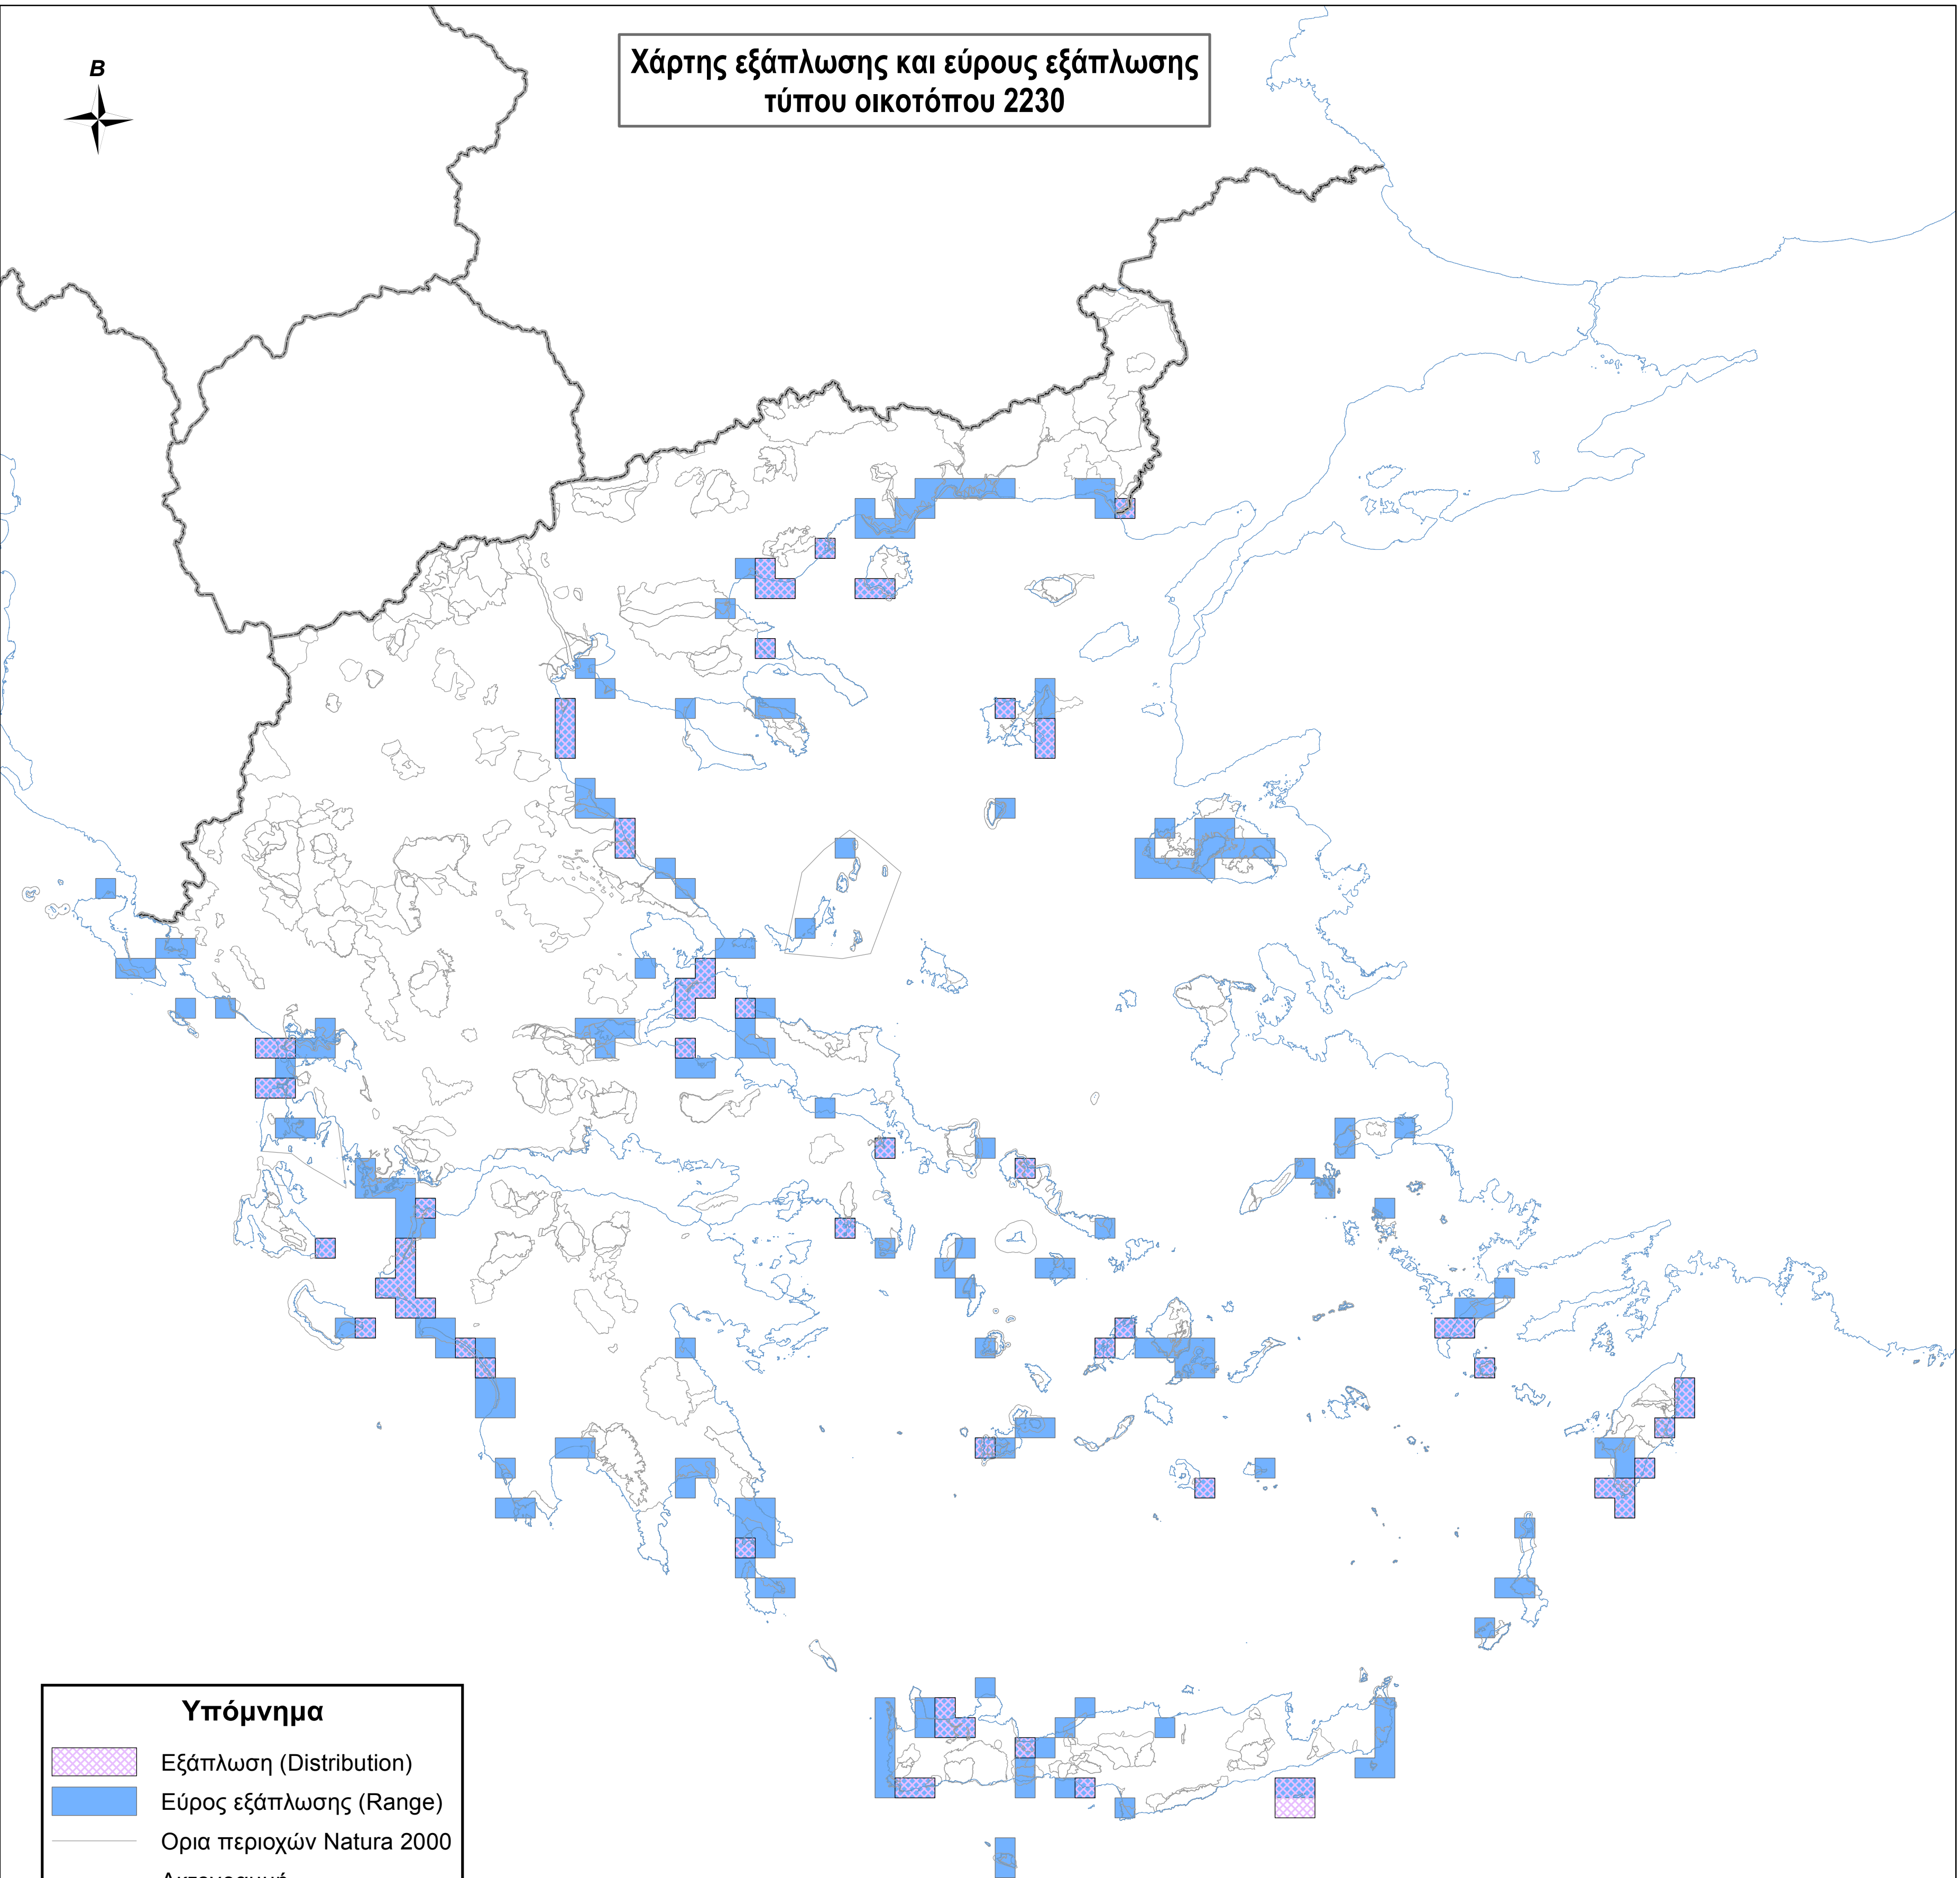 Χάρτης εξάπλωσης και εύρους εξάπλωσης
τύπου οικοτόπου 2230
Β
Υπόμνημα
Εξάπλωση (Distribution)
Εύρος εξάπλωσης (Range)
Ορια περιοχών Natura 2000